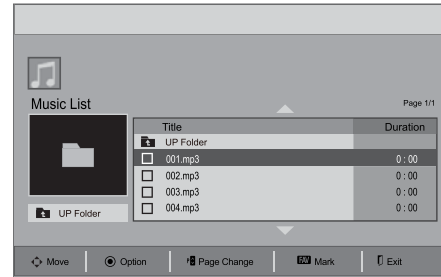 Music List
Page 1/1
Title Duration
UP Folder
001.mp3 0 : 00
002.mp3 0 : 00
003.mp3 0 : 00
004.mp3 0 : 00
UP Folder
Move Option Page Change FAV Mark Exit